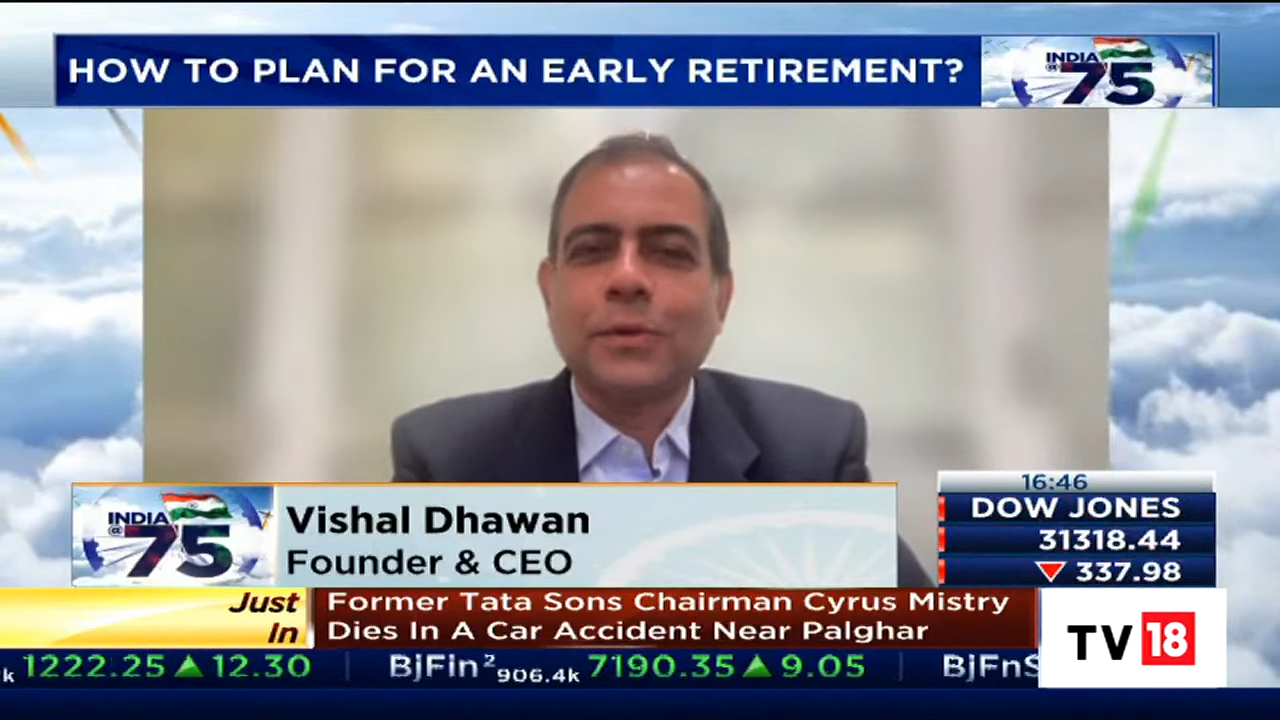 HOW TO PLAN FOR AN EARLY RETIREMENT?
INDIA
@
75
INDIA
@
75
Vishal Dhawan
Founder & CEO
16:46
DOW JONES
31318.44
▼ 337.98
Just
In
Former Tata Sons Chairman Cyrus Mistry
Dies In A Car Accident Near Palghar
k 1222.25 ▲ 12.30 BjFin² 906.4k 7190.35 ▲ 9.05 BjFnS
TV18